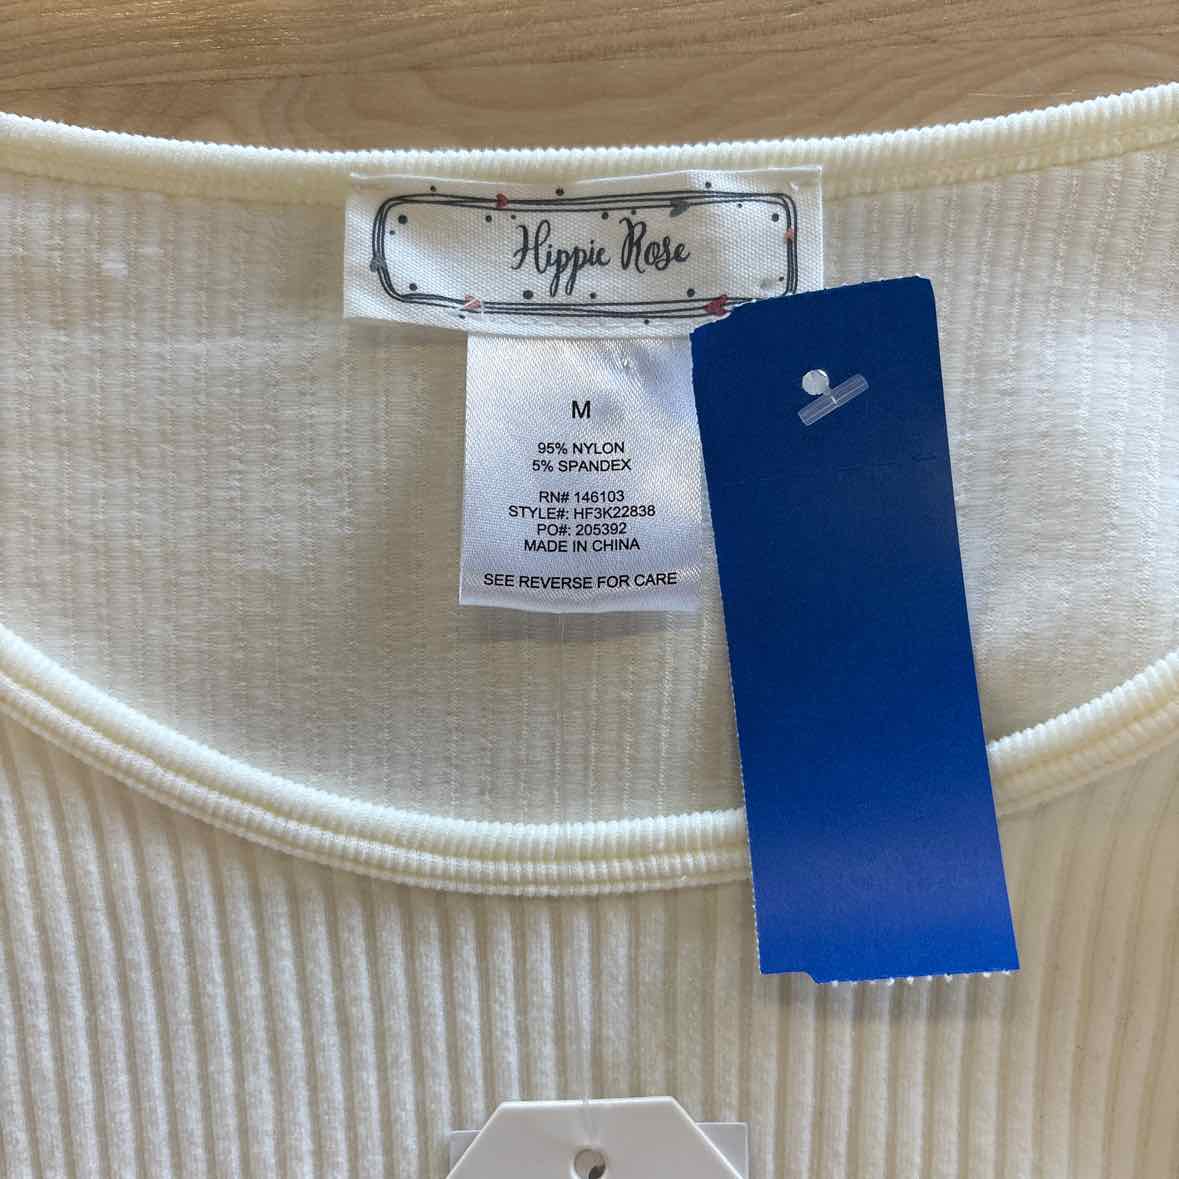 Hippie Rose
M
95% NYLON
5% SPANDEX
RN# 146103
STYLE#: HF3K22838
PO#: 205392
MADE IN CHINA
SEE REVERSE FOR CARE